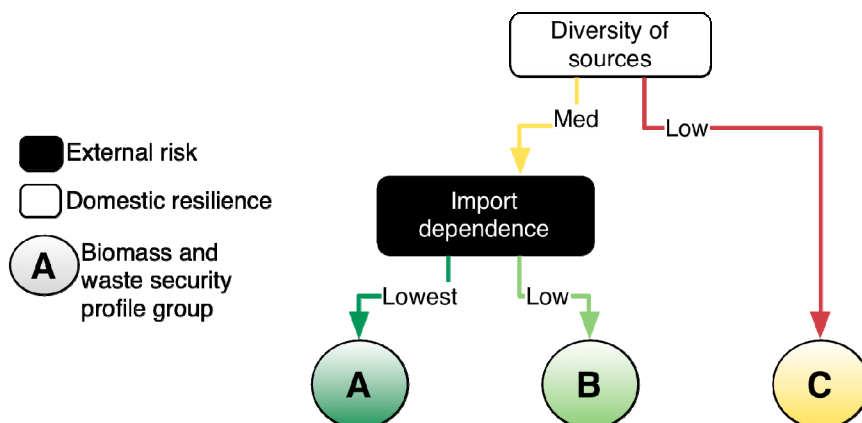 Diversity of
sources
Med
Low
External risk
Domestic resilience
A
Biomass and
waste security
profile group
Import
dependence
Lowest
Low
A
B
C